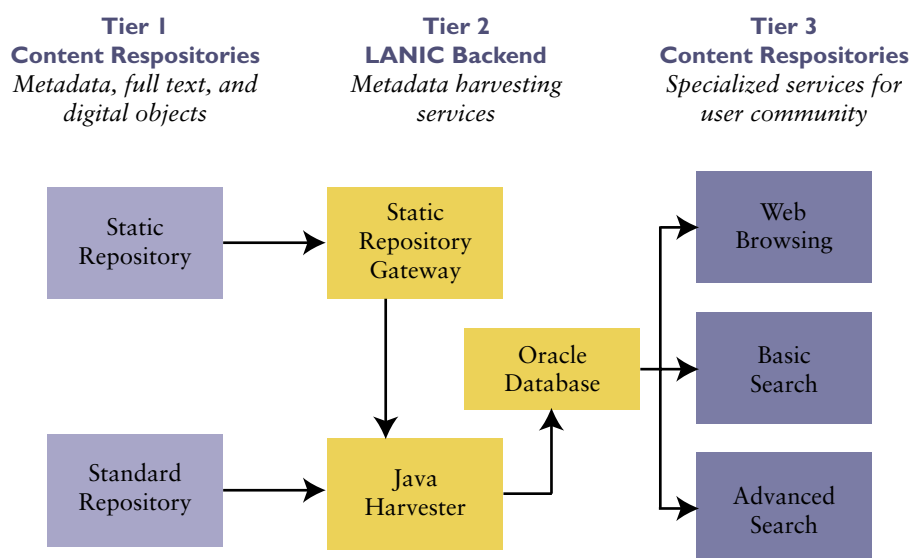 Tier 1
Content Respositories
Metadata, full text, and
digital objects
Tier 2
LANIC Backend
Metadata harvesting
services
Tier 3
Content Respositories
Specialized services for
user community
Static
Repository
Static
Repository
Gateway
Web
Browsing
Oracle
Database
Basic
Search
Standard
Repository
Java
Harvester
Advanced
Search